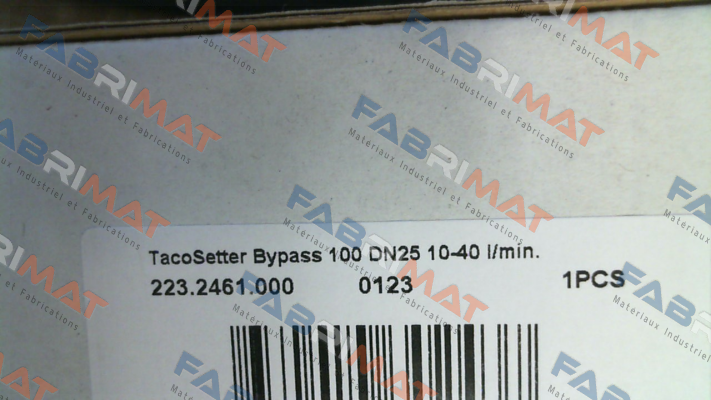 TacoSetter Bypass 100 DN25 10-40 l/min.
223.2461.000 0123 1PCS
FABRIMAT
Matériaux Industriel et Fabrications